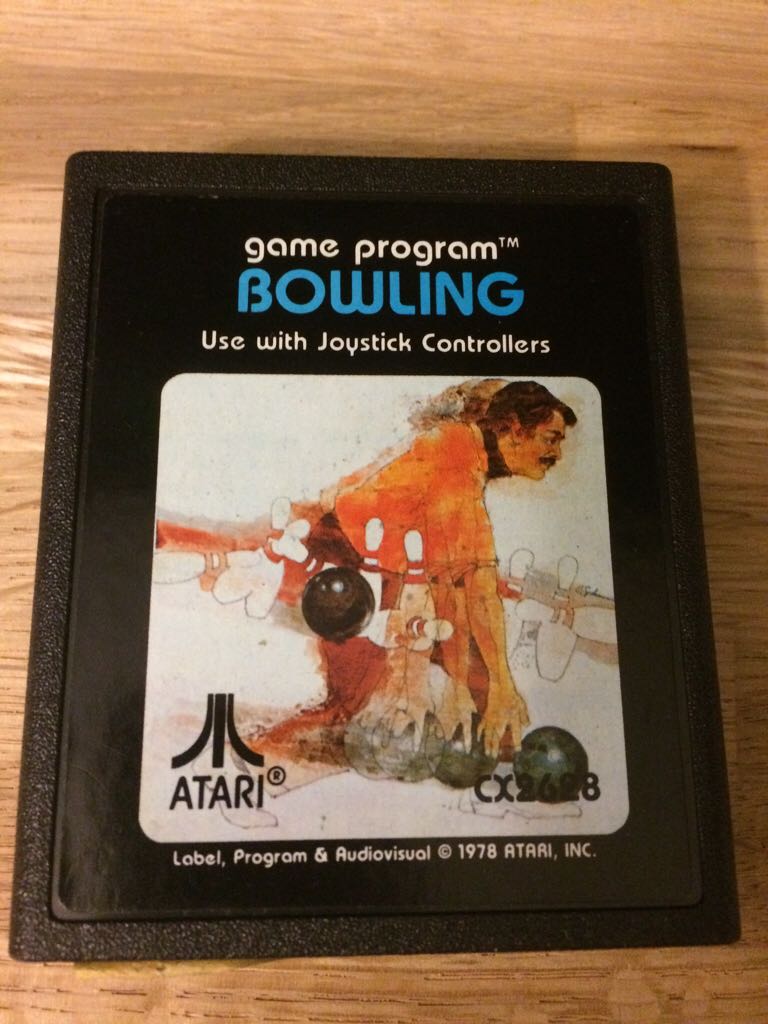 game program™
BOWLING
Use with Joystick Controllers
ATARI®
CX2628
Label, Program & Audiovisual © 1978 ATARI, INC.